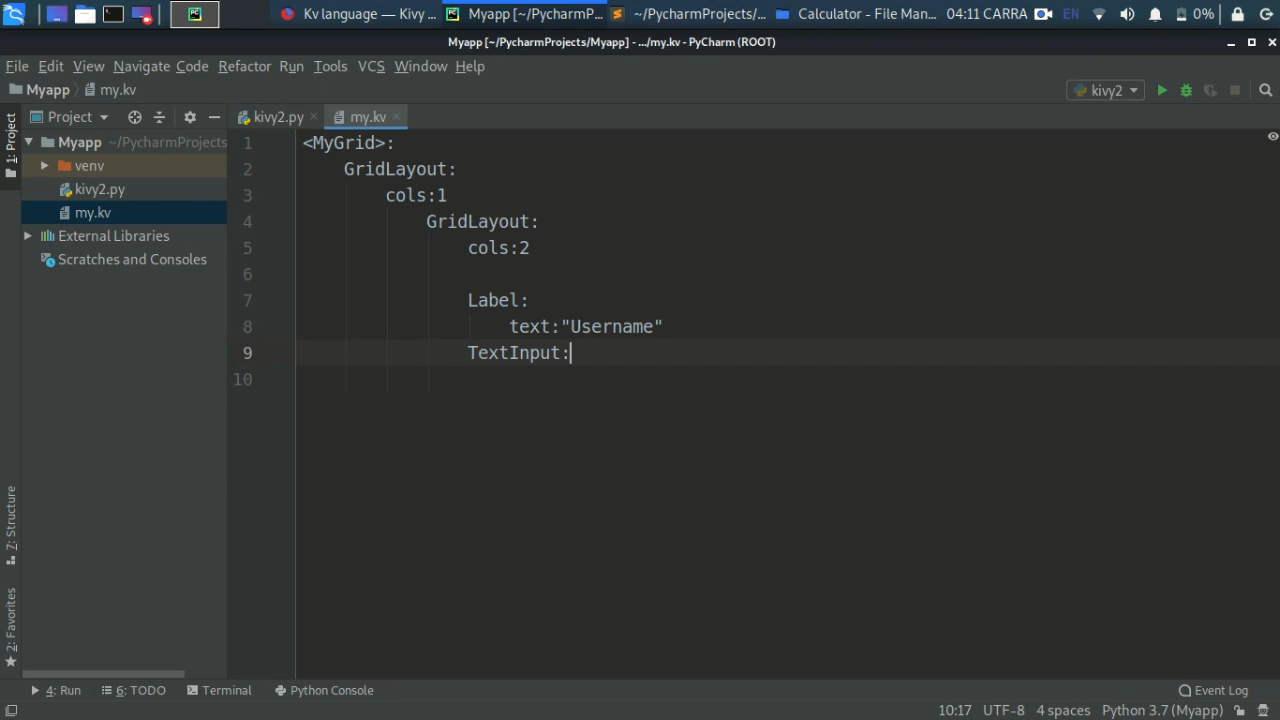 Kv language — Kivy ...
Myapp [~/PycharmP...
~/PycharmProjects/...
Calculator - File Man...
04:11 CARRA
EN
0%
Myapp [~/PycharmProjects/Myapp] - .../my.kv - PyCharm (ROOT)
File Edit View Navigate Code Refactor Run Tools VCS Window Help
Myapp my.kv
kivy2
Project
kivy2.py
my.kv
1: Project
Myapp ~/PycharmProjects
venv
kivy2.py
my.kv
External Libraries
Scratches and Consoles
1 <MyGrid>:
2 GridLayout:
3 cols:1
4 GridLayout:
5 cols:2
6
7 Label:
8 text:"Username"
9 TextInput:
10
7: Structure
2: Favorites
4: Run 6: TODO Terminal Python Console Event Log
10:17 UTF-8 4 spaces Python 3.7 (Myapp)